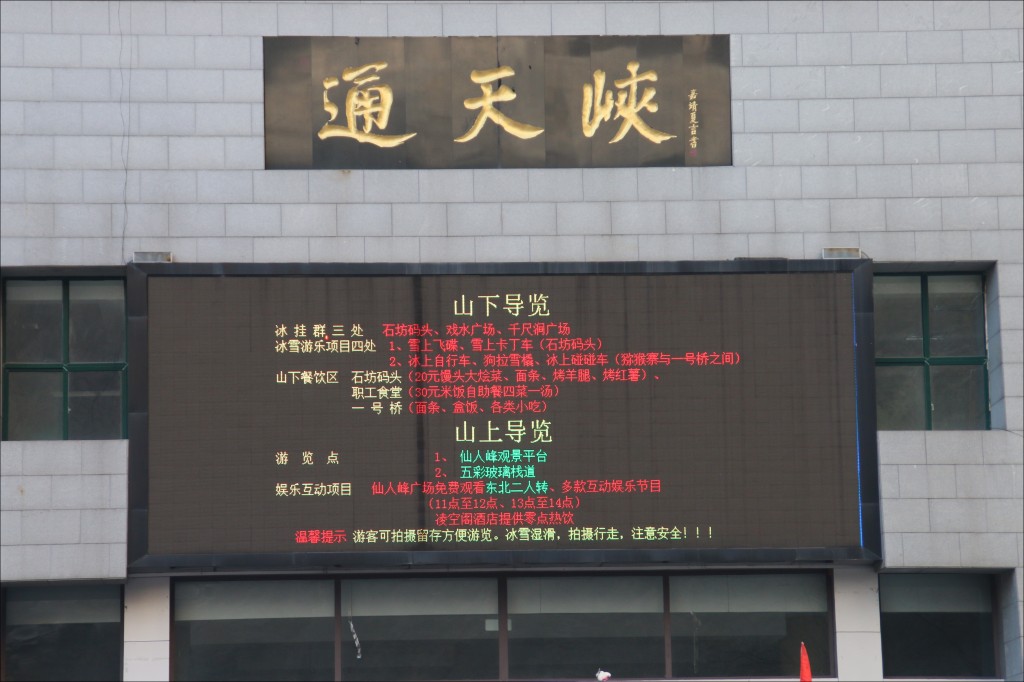 通天峡
嘉靖夏言书
山下导览
冰挂群三处 石坊码头、戏水广场、千尺涧广场
冰雪游乐项目四处 1、雪上飞碟、雪上卡丁车（石坊码头）
2、冰上自行车、狗拉雪橇、冰上碰碰车（猕猴寨与一号桥之间）
山下餐饮区 石坊码头（20元馒头大烩菜、面条、烤羊腿、烤红薯）、
职工食堂（30元米饭自助餐四菜一汤）
一号桥（面条、盒饭、各类小吃）
山上导览
游览点 1、仙人峰观景平台
2、五彩玻璃栈道
娱乐互动项目 仙人峰广场免费观看东北二人转、多款互动娱乐节目
（11点至12点、13点至14点）
凌空阁酒店提供零点热饮
温馨提示 游客可拍摄留存方便游览。冰雪湿滑，拍摄行走，注意安全！！！